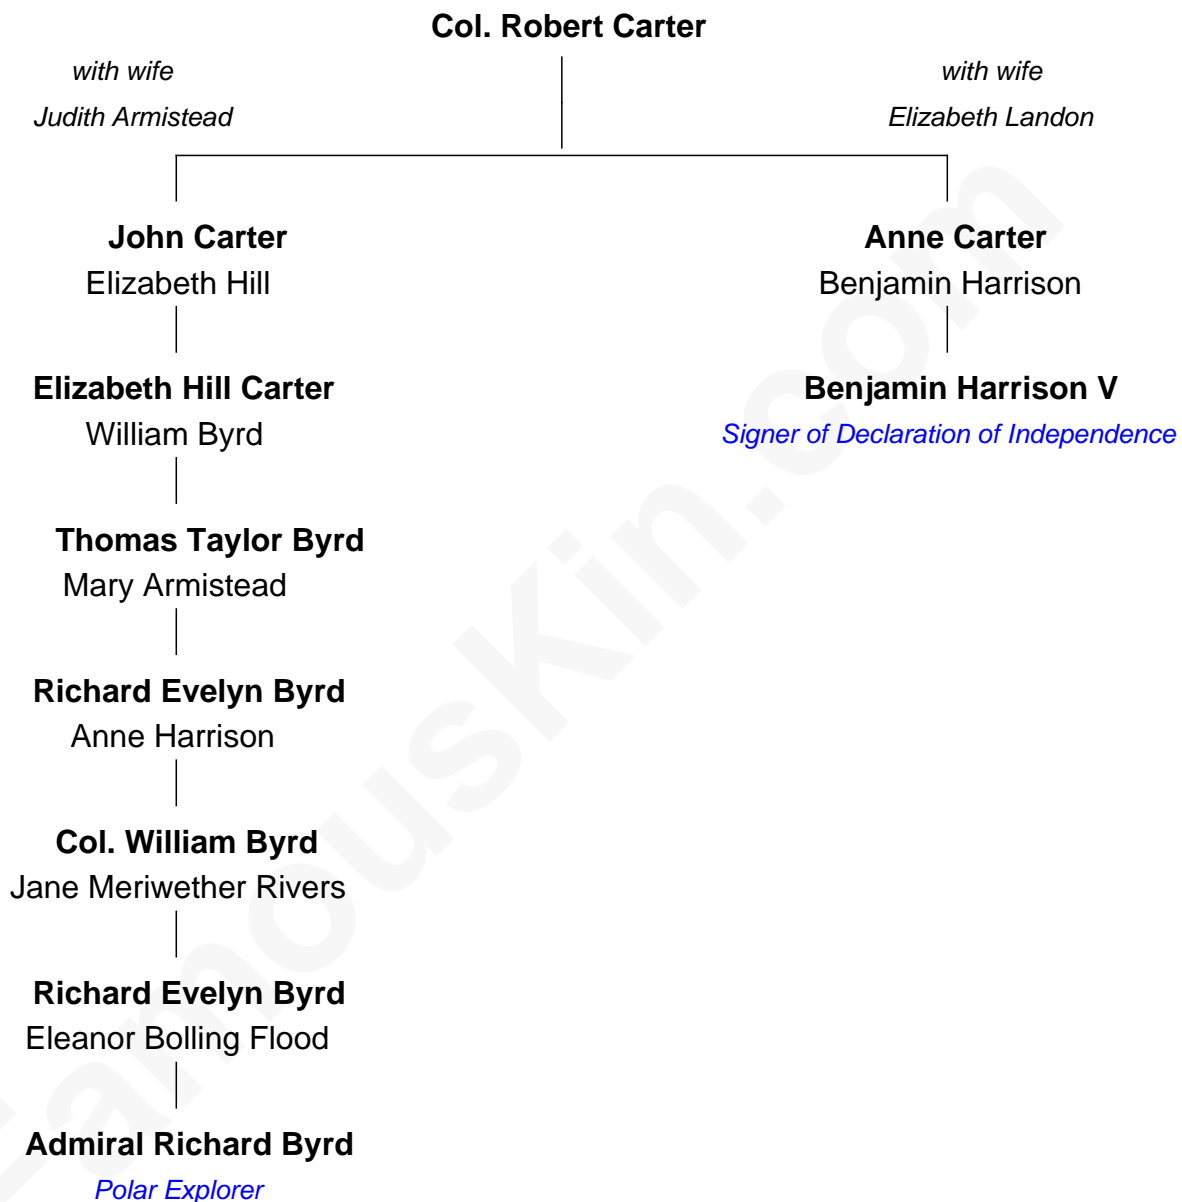 Col. Robert Carter
with wife
Judith Armistead
with wife
Elizabeth Landon
John Carter
Elizabeth Hill
Anne Carter
Benjamin Harrison
Elizabeth Hill Carter
William Byrd
Benjamin Harrison V
Signer of Declaration of Independence
Thomas Taylor Byrd
Mary Armistead
Richard Evelyn Byrd
Anne Harrison
Col. William Byrd
Jane Meriwether Rivers
Richard Evelyn Byrd
Eleanor Bolling Flood
Admiral Richard Byrd
Polar Explorer
FamousKin.com